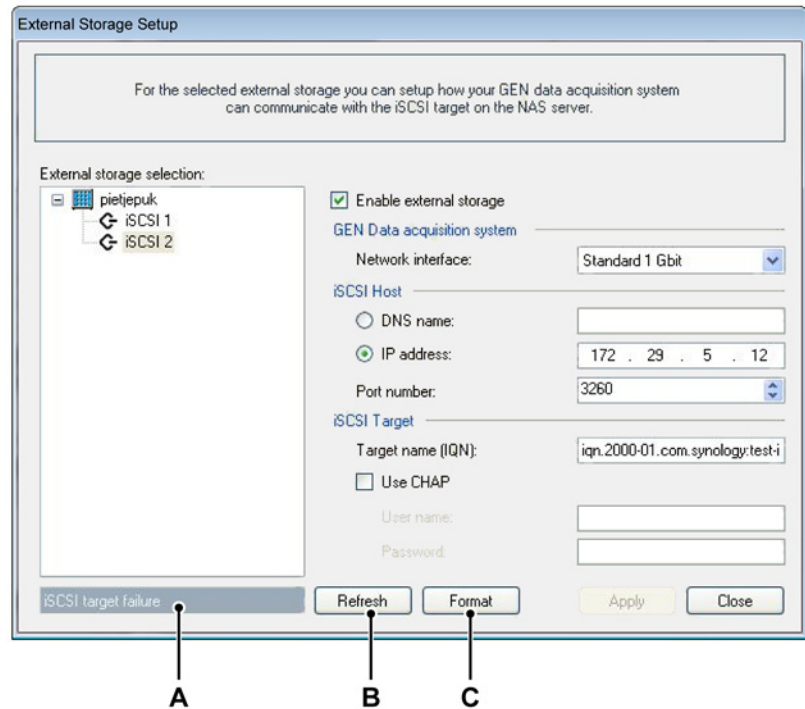 External Storage Setup
For the selected external storage you can setup how your GEN data acquisition system
can communicate with the iSCSI target on the NAS server.
External storage selection:
pietjepuk
iSCSI 1
iSCSI 2
Enable external storage
GEN Data acquisition system
Network interface:
Standard 1 Gbit
iSCSI Host
DNS name:
IP address:
172 . 29 . 5 . 12
Port number:
3260
iSCSI Target
Target name (IQN):
iqn.2000-01.com.synology:test-i
Use CHAP
User name:
Password:
iSCSI target failure
Refresh
Format
Apply
Close
A
B
C